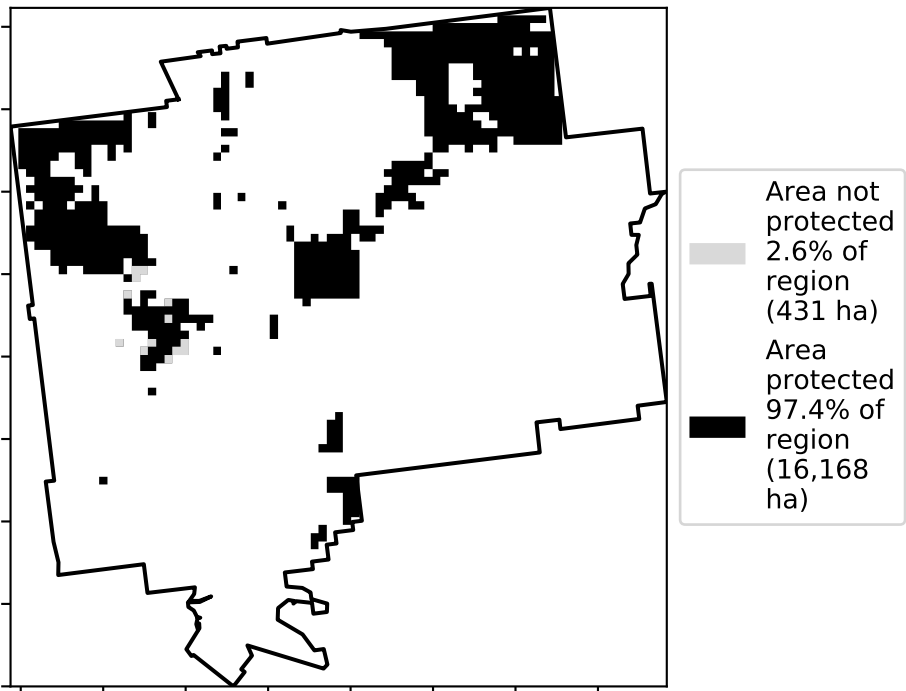 Area not
protected
2.6% of
region
(431 ha)
Area
protected
97.4% of
region
(16,168
ha)